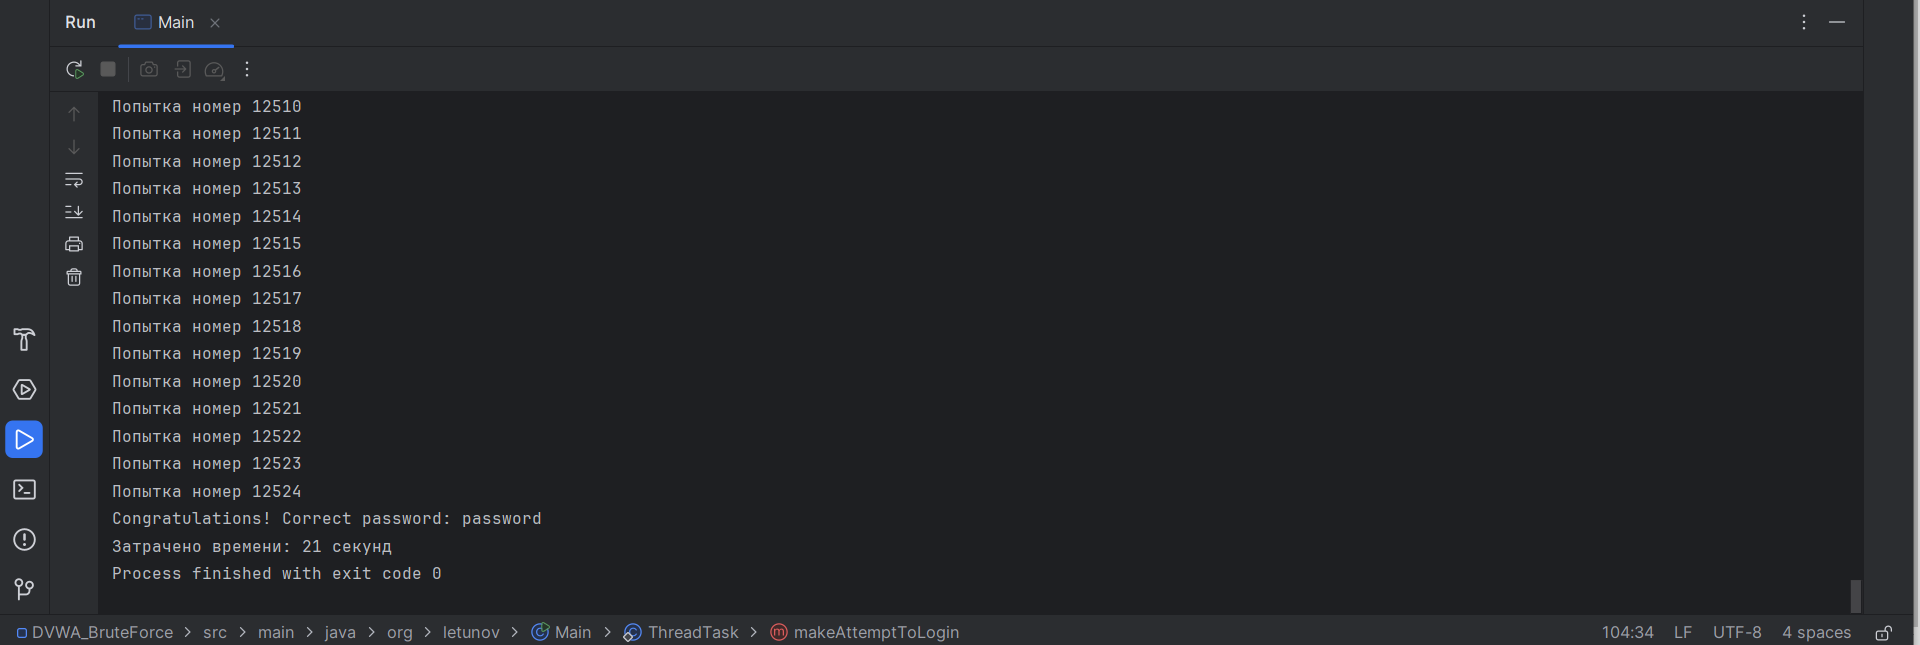 Run Main
Попытка номер 12510
Попытка номер 12511
Попытка номер 12512
Попытка номер 12513
Попытка номер 12514
Попытка номер 12515
Попытка номер 12516
Попытка номер 12517
Попытка номер 12518
Попытка номер 12519
Попытка номер 12520
Попытка номер 12521
Попытка номер 12522
Попытка номер 12523
Попытка номер 12524
Congratulations! Correct password: password
Затрачено времени: 21 секунд
Process finished with exit code 0
DVWA_BruteForce > src > main > java > org > letunov > Main > ThreadTask > makeAttemptToLogin 104:34 LF UTF-8 4 spaces